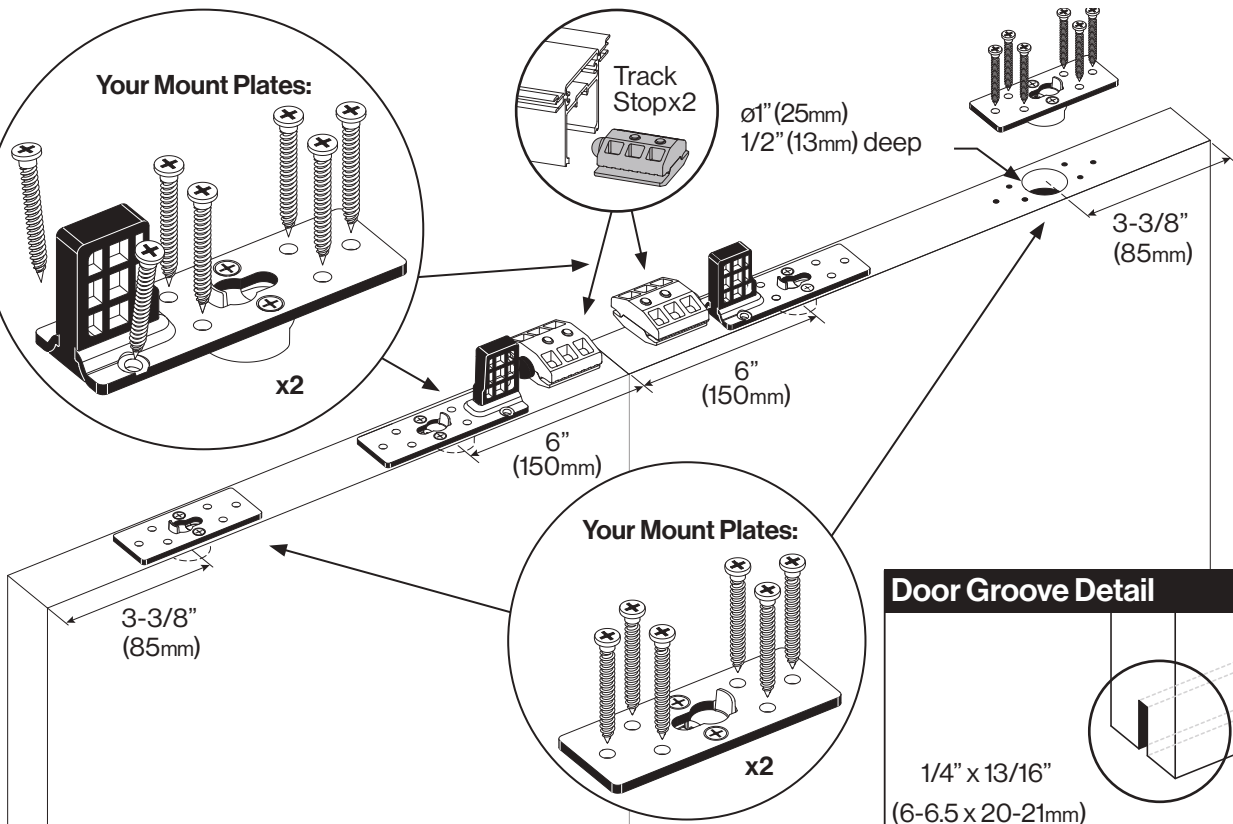 Your Mount Plates:
x2
Track
Stopx2
ø1” (25mm)
1/2” (13mm) deep
3-3/8”
(85mm)
6”
(150mm)
6”
(150mm)
3-3/8”
(85mm)
Your Mount Plates:
x2
Door Groove Detail
1/4” x 13/16”
(6-6.5 x 20-21mm)